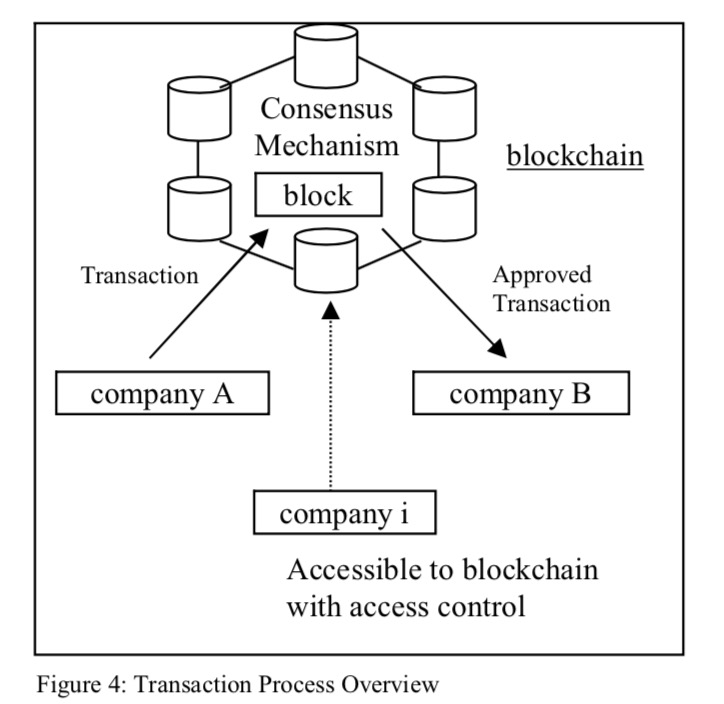 Consensus
Mechanism
blockchain
block
Transaction
Approved
Transaction
company A
company B
company i
Accessible to blockchain
with access control
Figure 4: Transaction Process Overview